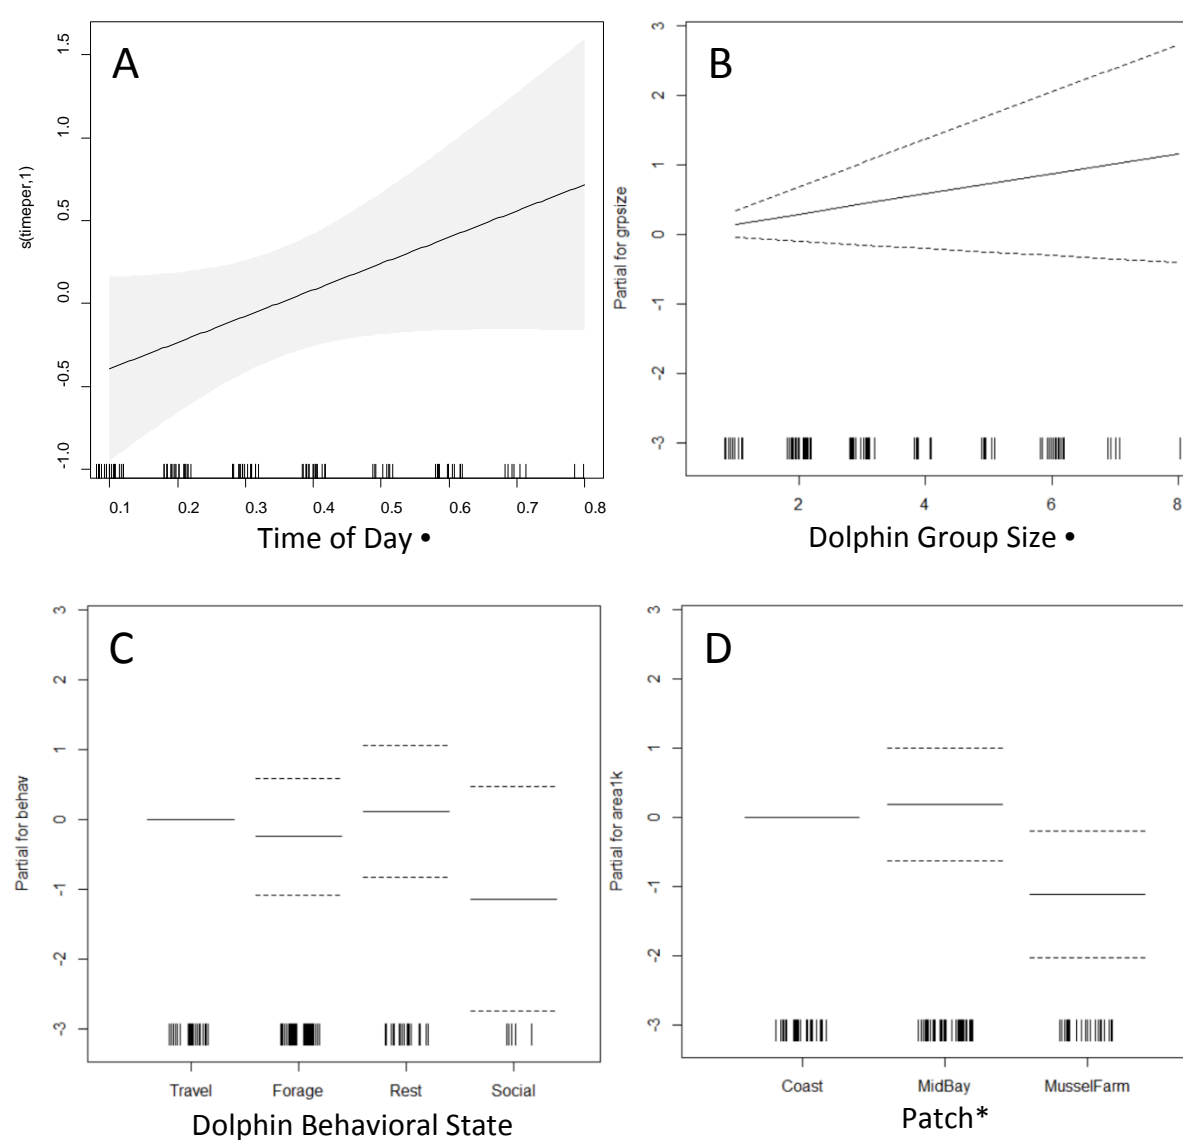 A
s(timeper,1)
1.5
1.0
0.5
0.0
-0.5
-1.0
0.1 0.2 0.3 0.4 0.5 0.6 0.7 0.8
Time of Day •
B
Partial for grpsize
3
2
1
0
-1
-2
-3
2 4 6 8
Dolphin Group Size •
C
Partial for behav
3
2
1
0
-1
-2
-3
Travel Forage Rest Social
Dolphin Behavioral State
D
Partial for area1k
3
2
1
0
-1
-2
-3
Coast MidBay MusselFarm
Patch*